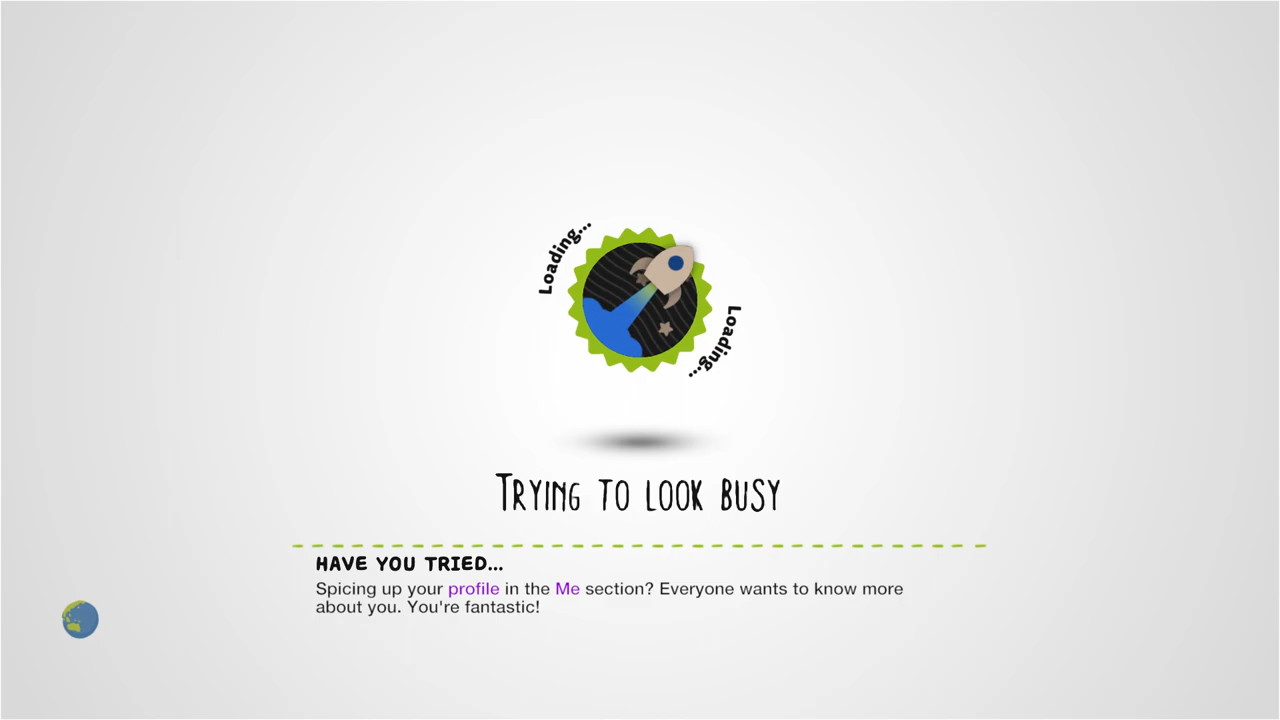 Loading...
Loading...
TRYING TO LOOK BUSY
HAVE YOU TRIED...
Spicing up your profile in the Me section? Everyone wants to know more
about you. You're fantastic!